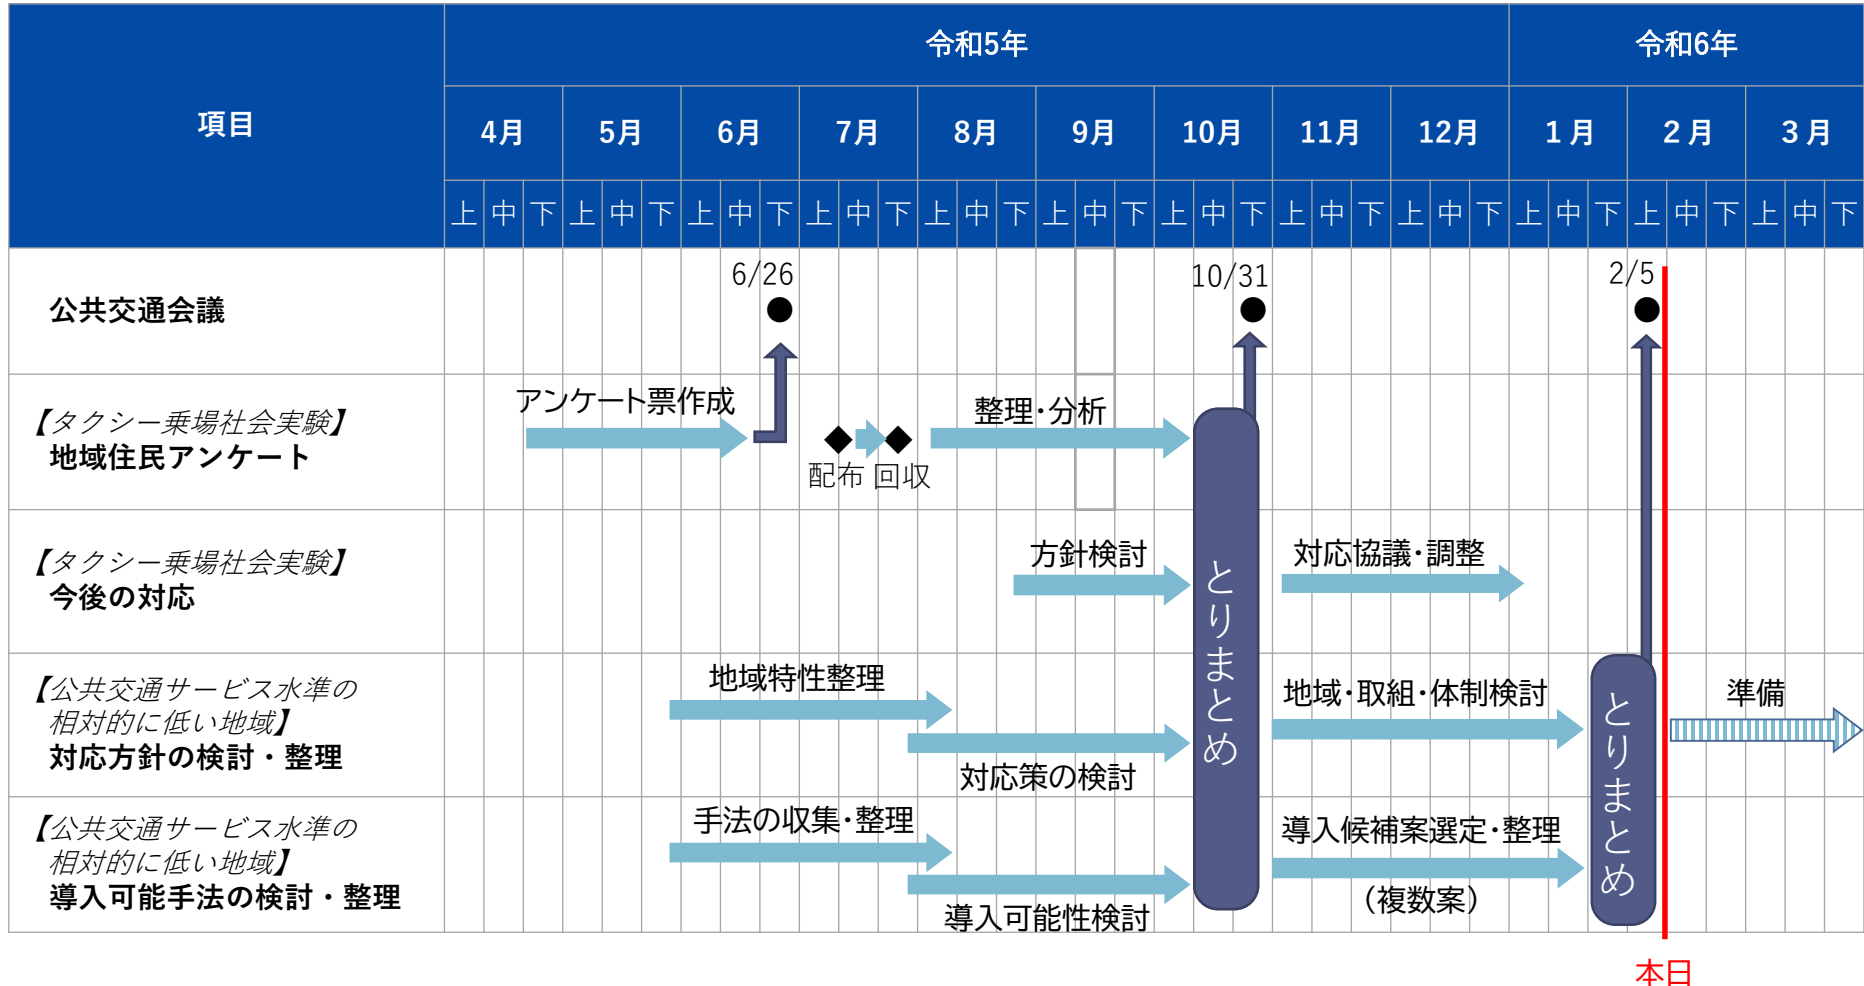 項目
令和5年
令和6年
4月 5月 6月 7月 8月 9月 10月 11月 12月 1月 2月 3月
上 中 下 上 中 下 上 中 下 上 中 下 上 中 下 上 中 下 上 中 下 上 中 下 上 中 下 上 中 下 上 中 下 上 中 下
公共交通会議
6/26
10/31
2/5
【タクシー乗場社会実験】
地域住民アンケート
アンケート票作成
配布
回収
整理・分析
【タクシー乗場社会実験】
今後の対応
方針検討
とりまとめ
対応協議・調整
【公共交通サービス水準の
相対的に低い地域】
対応方針の検討・整理
地域特性整理
対応策の検討
地域・取組・体制検討
とりまとめ
準備
【公共交通サービス水準の
相対的に低い地域】
導入可能手法の検討・整理
手法の収集・整理
導入可能性検討
導入候補案選定・整理
（複数案）
本日